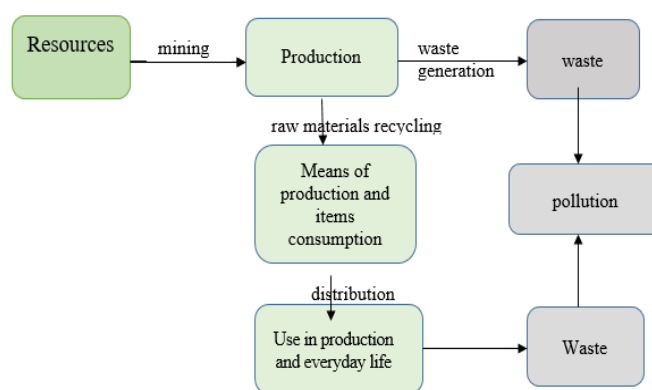 Resources
mining
Production
waste
generation
waste
raw materials recycling
Means of
production and
items
consumption
pollution
distribution
Use in production
and everyday life
Waste